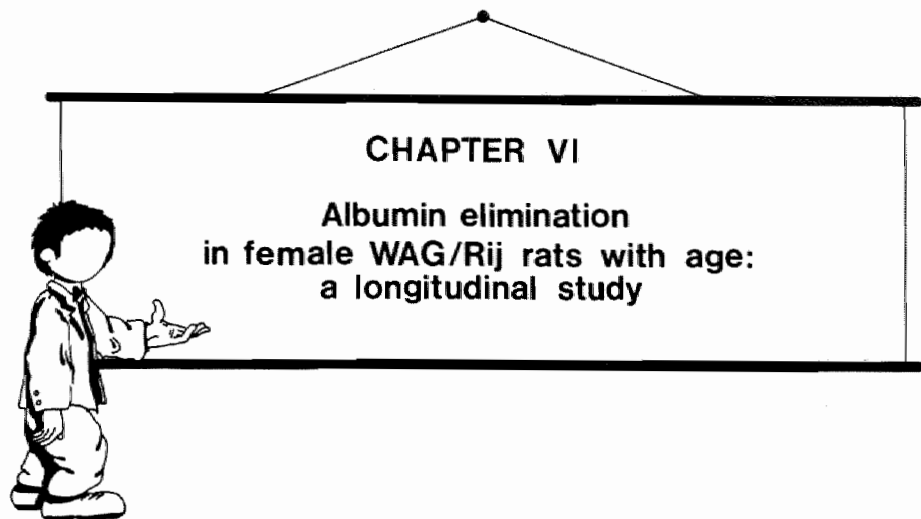 CHAPTER VI
Albumin elimination
in female WAG/Rij rats with age:
a longitudinal study